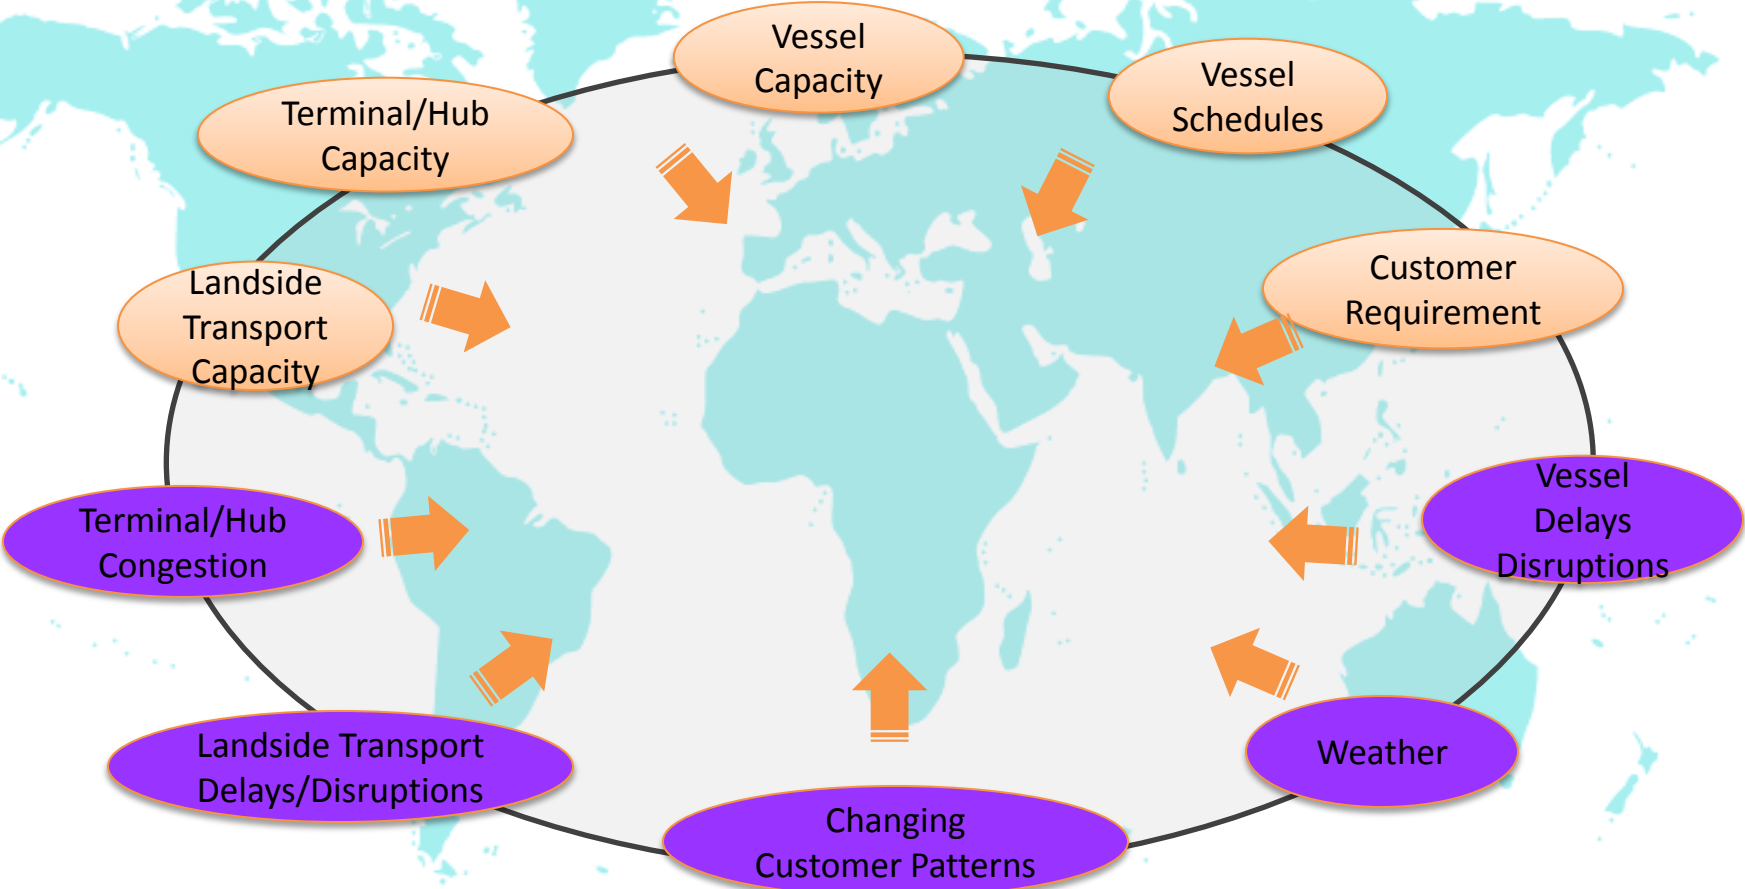 Vessel
Capacity
Vessel
Schedules
Terminal/Hub
Capacity
Customer
Requirement
Landside
Transport
Capacity
Vessel
Delays
Disruptions
Terminal/Hub
Congestion
Landside Transport
Delays/Disruptions
Weather
Changing
Customer Patterns